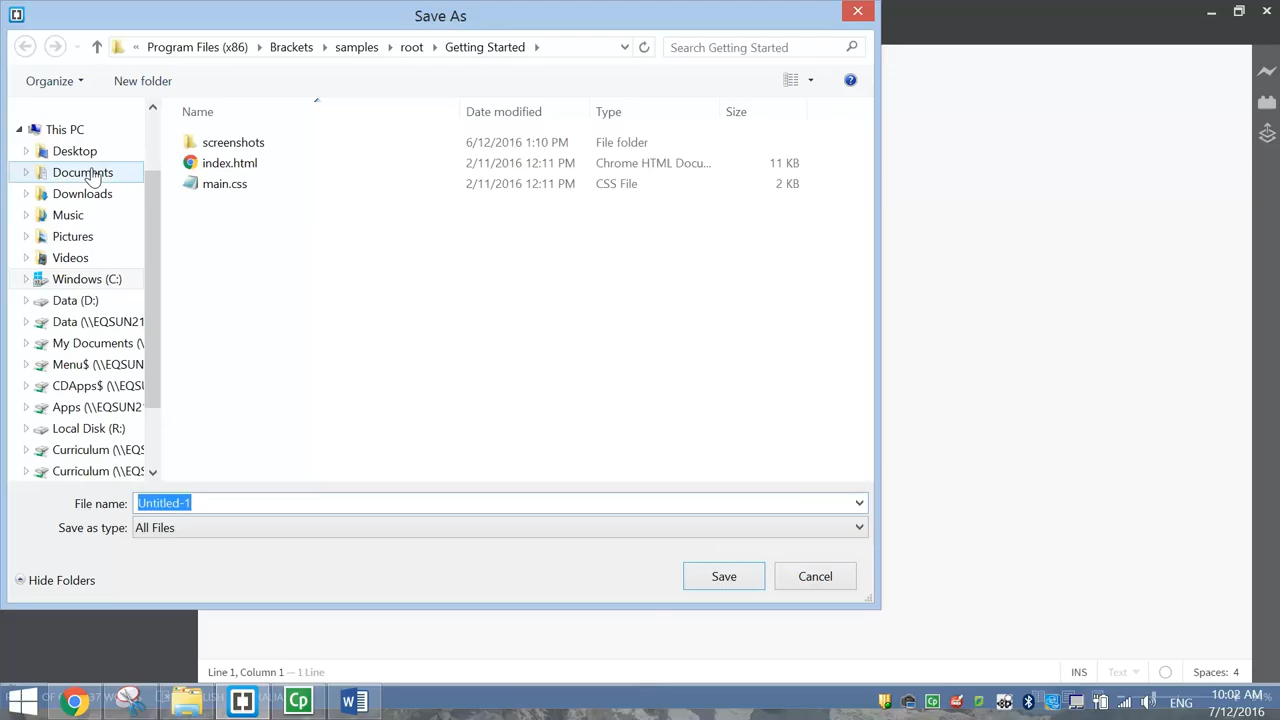 Save As
« Program Files (x86) Brackets samples root Getting Started
Search Getting Started
Organize
New folder
Name Date modified Type Size
This PC
Desktop
Documents
Downloads
Music
Pictures
Videos
Windows (C:)
Data (D:)
Data (\\EQSUN21
My Documents (\
Menu$ (\\EQSUN
CDApps$ (\\EQSU
Apps (\\EQSUN2
Local Disk (R:)
Curriculum (\\EQS
Curriculum (\\EQS
screenshots 6/12/2016 1:10 PM File folder
index.html 2/11/2016 12:11 PM Chrome HTML Docu... 11 KB
main.css 2/11/2016 12:11 PM CSS File 2 KB
File name: Untitled-1
Save as type: All Files
Hide Folders
Save
Cancel
Line 1, Column 1 — 1 Line
INS Text Spaces: 4
ENG
10:02 AM
7/12/2016